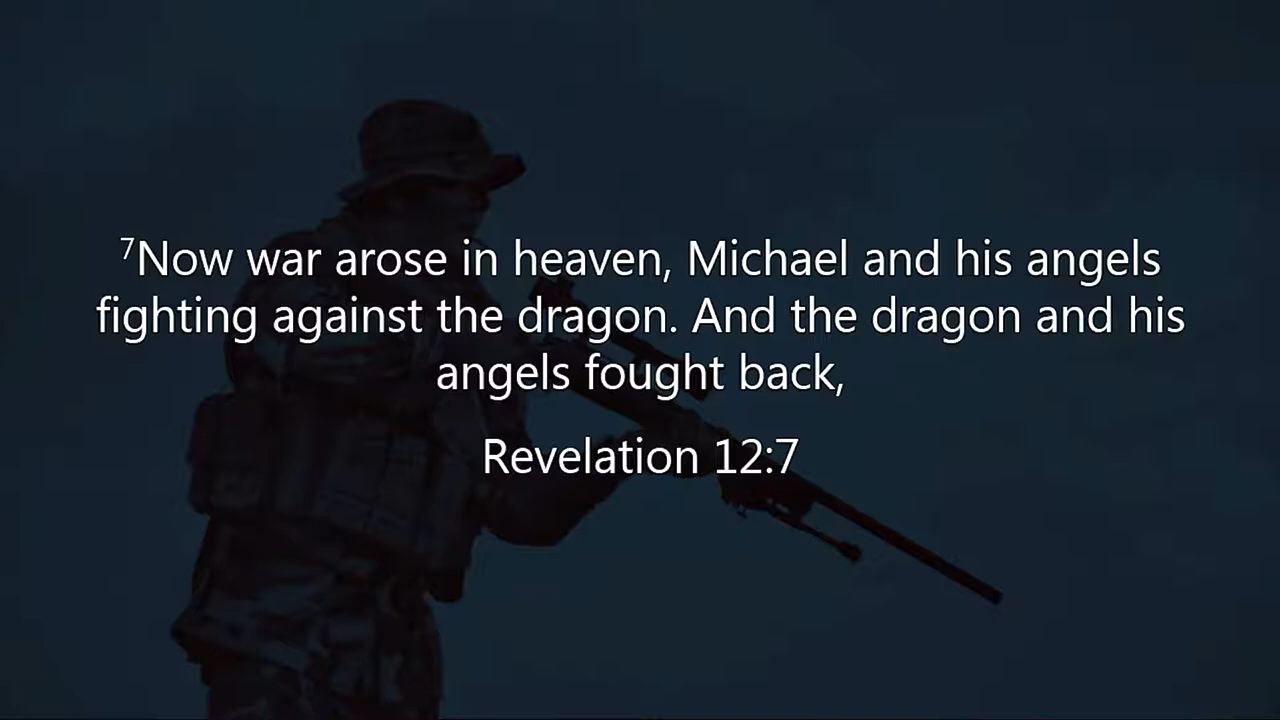 ⁷Now war arose in heaven, Michael and his angels
fighting against the dragon. And the dragon and his
angels fought back,
Revelation 12:7